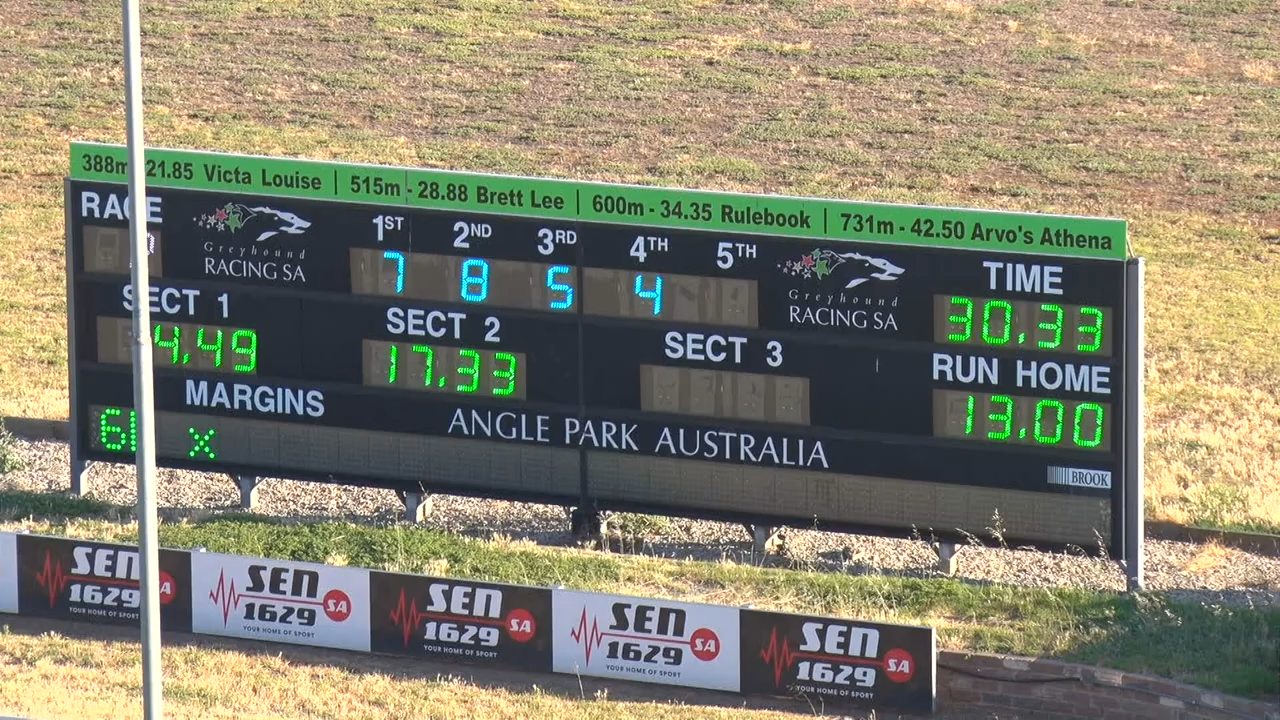 388m 21.85 Victa Louise | 515m - 28.88 Brett Lee | 600m - 34.35 Rulebook | 731m - 42.50 Arvo's Athena
RACE
Greyhound
RACING SA
1ST 2ND 3RD 4TH 5TH
7 8 5 4
Greyhound
RACING SA
TIME
30.33
SECT 1
4.49
SECT 2
17.33
SECT 3
RUN HOME
13.00
MARGINS
ANGLE PARK AUSTRALIA
x
BROOK
SEN
1629 SA
YOUR HOME OF SPORT
SEN
1629 SA
YOUR HOME OF SPORT
SEN
1629 SA
YOUR HOME OF SPORT
SEN
1629 SA
YOUR HOME OF SPORT
SEN
1629 SA
YOUR HOME OF SPORT